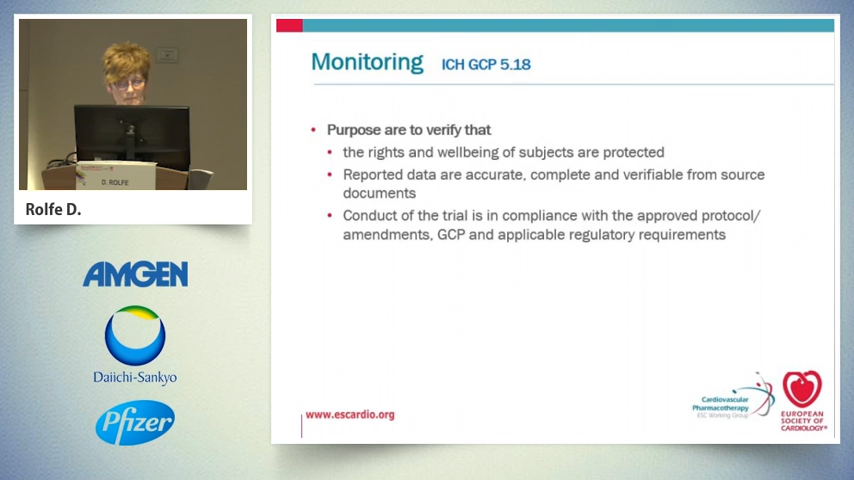 Monitoring ICH GCP 5.18
• Purpose are to verify that
• the rights and wellbeing of subjects are protected
• Reported data are accurate, complete and verifiable from source
documents
• Conduct of the trial is in compliance with the approved protocol/
amendments, GCP and applicable regulatory requirements
D. ROLFE
Rolfe D.
AMGEN
Daiichi-Sankyo
Pfizer
www.escardio.org
Cardiovascular
Pharmacotherapy
ESC Working Group
EUROPEAN
SOCIETY OF
CARDIOLOGY®